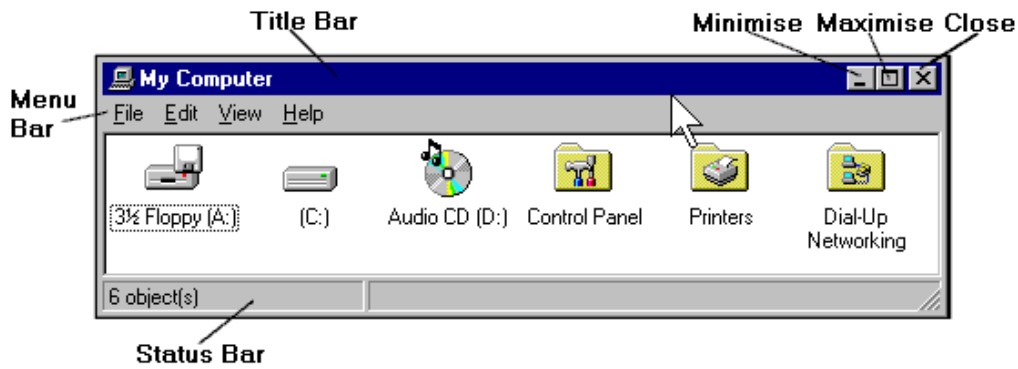 Title Bar
Minimise Maximise Close
My Computer
Menu
Bar
File Edit View Help
3½ Floppy (A:) (C:) Audio CD (D:) Control Panel Printers Dial-Up
Networking
6 object(s)
Status Bar